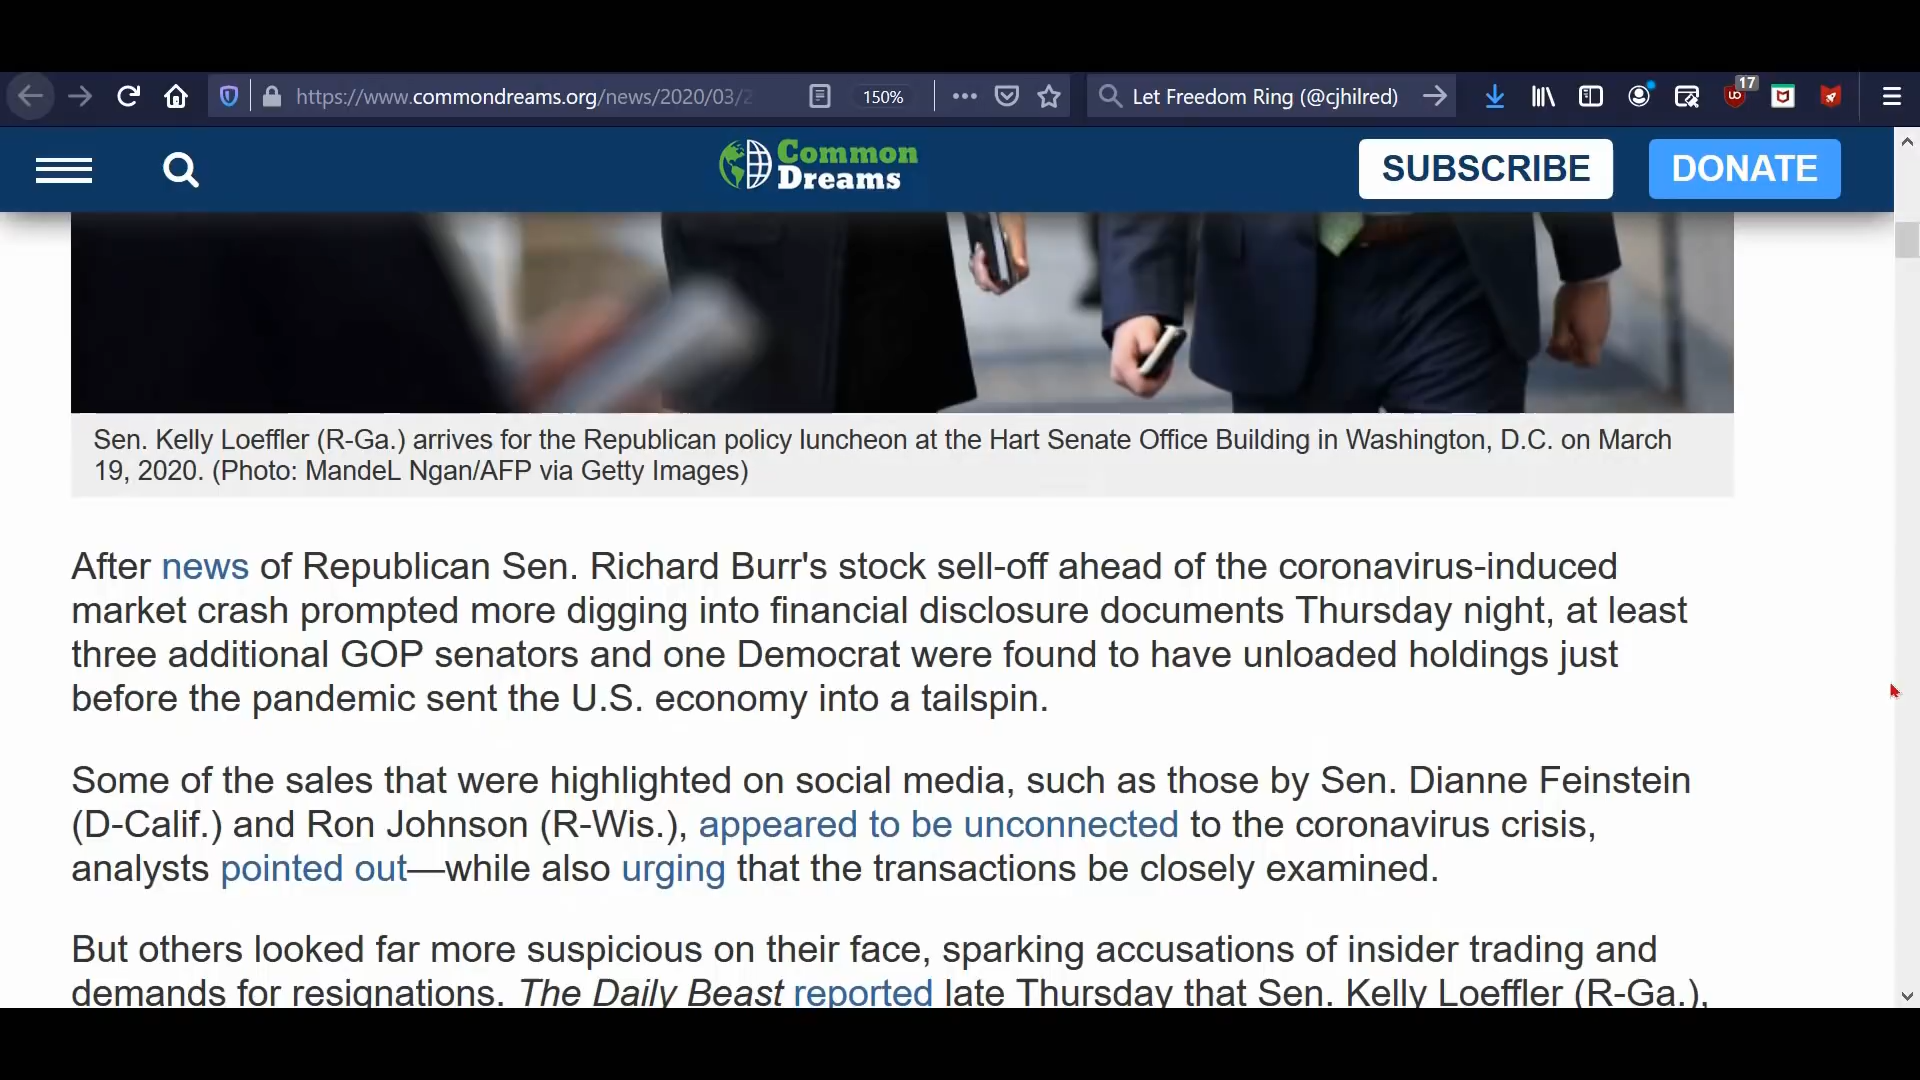 https://www.commondreams.org/news/2020/03/2
150%
Let Freedom Ring (@cjhilred)
17
Common
Dreams
SUBSCRIBE
DONATE
Sen. Kelly Loeffler (R-Ga.) arrives for the Republican policy luncheon at the Hart Senate Office Building in Washington, D.C. on March
19, 2020. (Photo: MandeL Ngan/AFP via Getty Images)
After news of Republican Sen. Richard Burr's stock sell-off ahead of the coronavirus-induced
market crash prompted more digging into financial disclosure documents Thursday night, at least
three additional GOP senators and one Democrat were found to have unloaded holdings just
before the pandemic sent the U.S. economy into a tailspin.
Some of the sales that were highlighted on social media, such as those by Sen. Dianne Feinstein
(D-Calif.) and Ron Johnson (R-Wis.), appeared to be unconnected to the coronavirus crisis,
analysts pointed out—while also urging that the transactions be closely examined.
But others looked far more suspicious on their face, sparking accusations of insider trading and
demands for resignations. The Daily Beast reported late Thursday that Sen. Kelly Loeffler (R-Ga.),